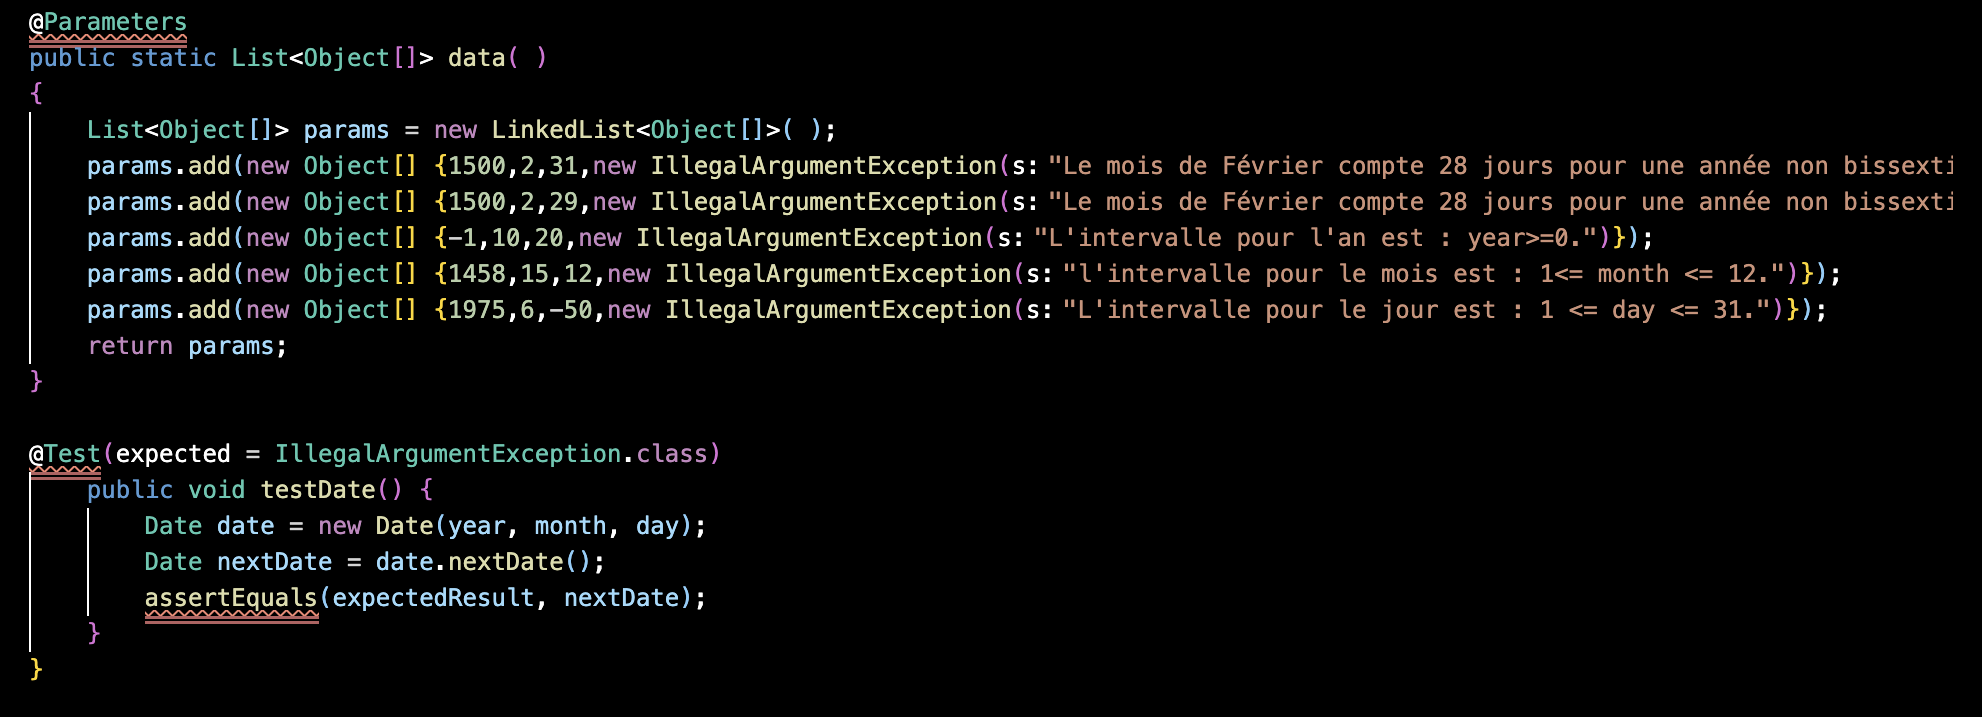 @Parameters
public static List<Object[]> data( )
{
List<Object[]> params = new LinkedList<Object[]>( );
params.add(new Object[] {1500,2,31,new IllegalArgumentException(s:"Le mois de Février compte 28 jours pour une année non bissexti
params.add(new Object[] {1500,2,29,new IllegalArgumentException(s:"Le mois de Février compte 28 jours pour une année non bissexti
params.add(new Object[] {-1,10,20,new IllegalArgumentException(s:"L'intervalle pour l'an est : year>=0.")});
params.add(new Object[] {1458,15,12,new IllegalArgumentException(s:"l'intervalle pour le mois est : 1<= month <= 12.")});
params.add(new Object[] {1975,6,-50,new IllegalArgumentException(s:"L'intervalle pour le jour est : 1 <= day <= 31.")});
return params;
}
@Test(expected = IllegalArgumentException.class)
public void testDate() {
Date date = new Date(year, month, day);
Date nextDate = date.nextDate();
assertEquals(expectedResult, nextDate);
}
}